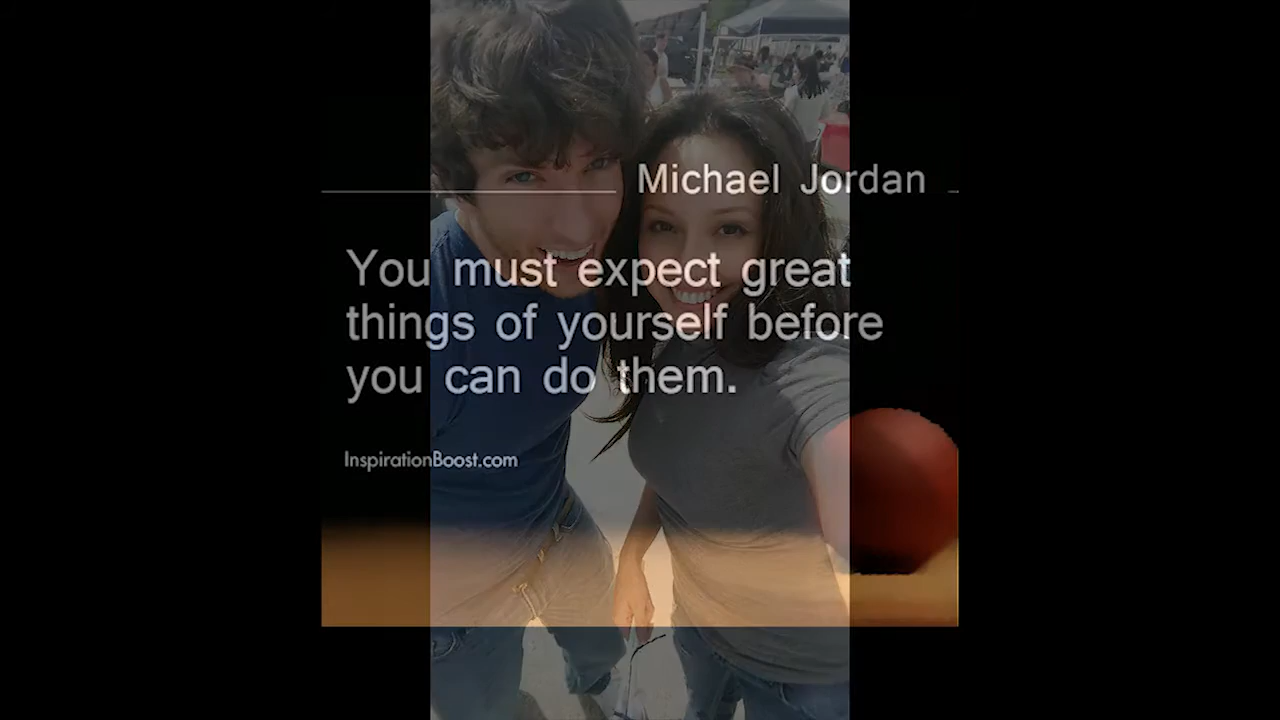 Michael Jordan
You must expect great
things of yourself before
you can do them.
InspirationBoost.com